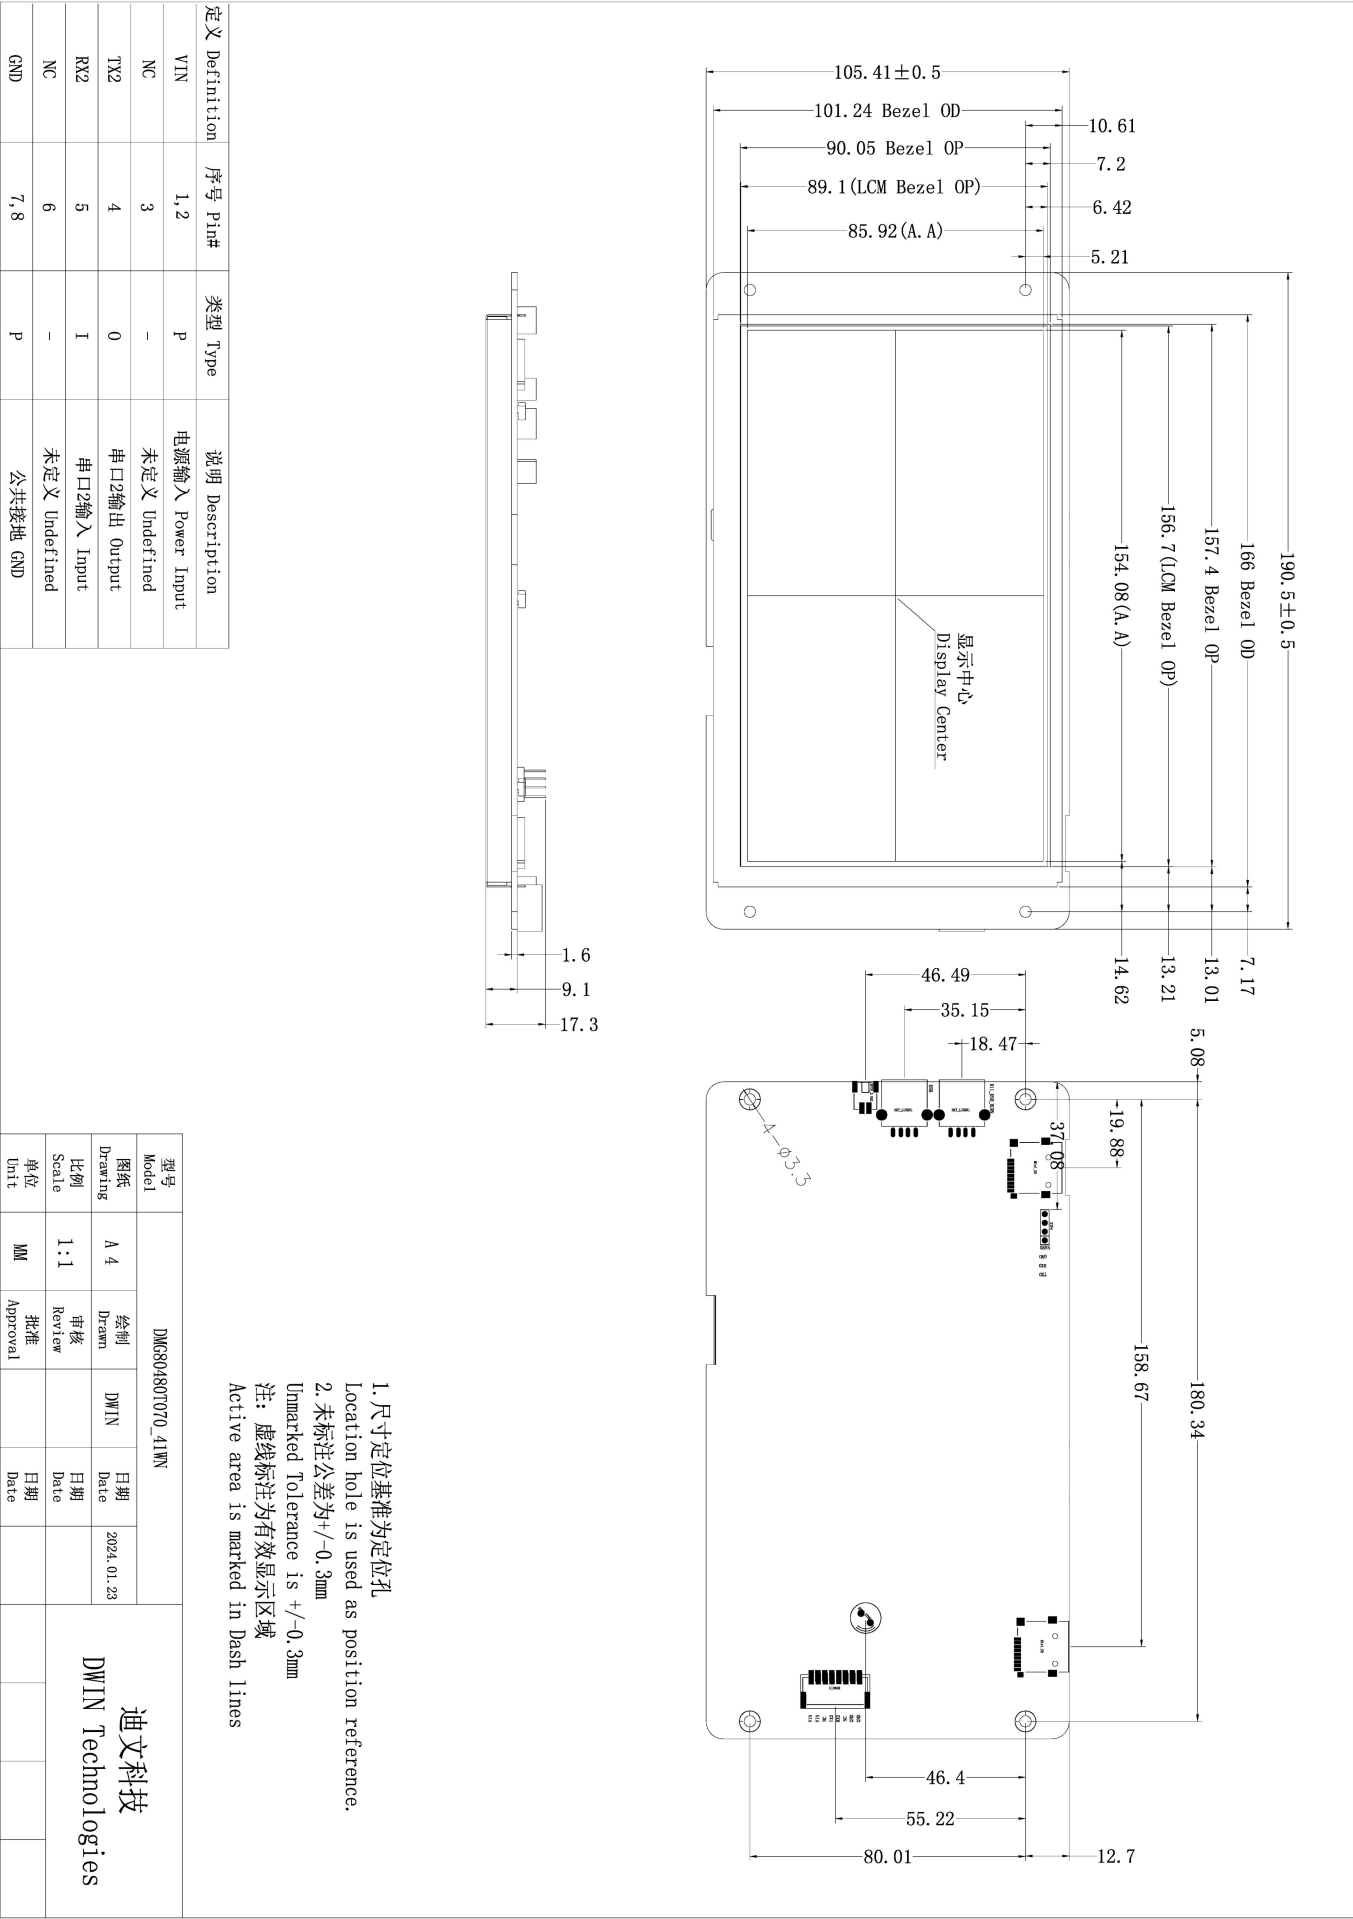 定义 Definition 序号 Pin# 类型 Type 说明 Description
VIN 1,2 P 电源输入 Power Input
NC 3 - 未定义 Undefined
TX2 4 O 串口2输出 Output
RX2 5 I 串口2输入 Input
NC 6 - 未定义 Undefined
GND 7,8 P 公共接地 GND
105.41±0.5
101.24 Bezel OD
90.05 Bezel OP
89.1(LCM Bezel OP)
85.92(A.A)
10.61
7.2
6.42
5.21
190.5±0.5
166 Bezel OD
157.4 Bezel OP
156.7(LCM Bezel OP)
154.08(A.A)
显示中心
Display Center
7.17
13.01
13.21
14.62
1.6
9.1
17.3
46.49
35.15
18.47
5.08
19.88
37.08
158.67
180.34
4-φ3.3
46.4
55.22
80.01
12.7
1.尺寸定位基准为定位孔
Location hole is used as position reference.
2.未标注公差为+/-0.3mm
Unmarked Tolerance is +/-0.3mm
注：虚线标注为有效显示区域
Active area is marked in Dash lines
型号
Model
DMG80480T070_41WN
图纸
Drawing
A4
绘制
Drawn
DWIN
日期
Date
2024.01.23
比例
Scale
1:1
审核
Review
日期
Date
单位
Unit
MM
批准
Approval
日期
Date
迪文科技
DWIN Technologies